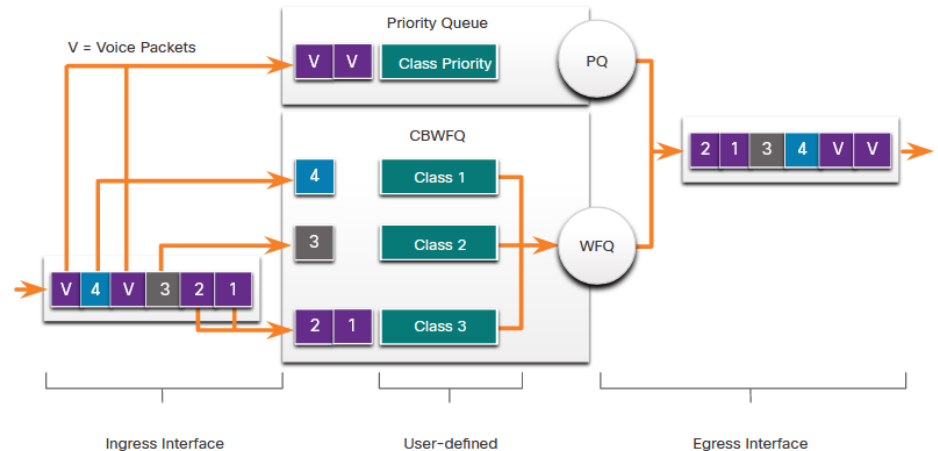 Priority Queue
V = Voice Packets
V V Class Priority PQ
CBWFQ
2 1 3 4 V V
4 Class 1
3 Class 2 WFQ
V 4 V 3 2 1
2 1 Class 3
Ingress Interface User-defined Egress Interface